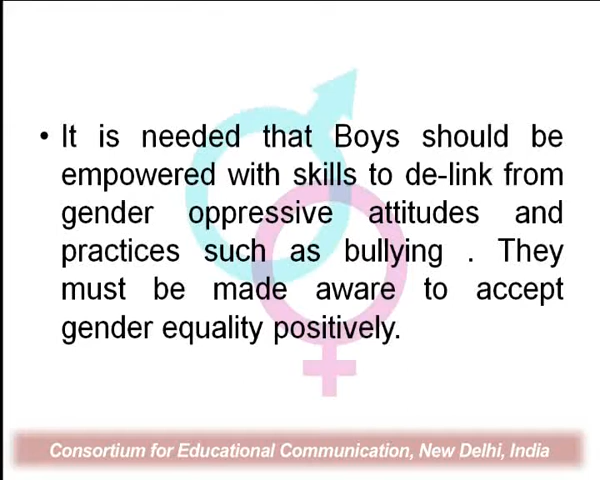 • It is needed that Boys should be
empowered with skills to de-link from
gender oppressive attitudes and
practices such as bullying . They
must be made aware to accept
gender equality positively.
Consortium for Educational Communication, New Delhi, India